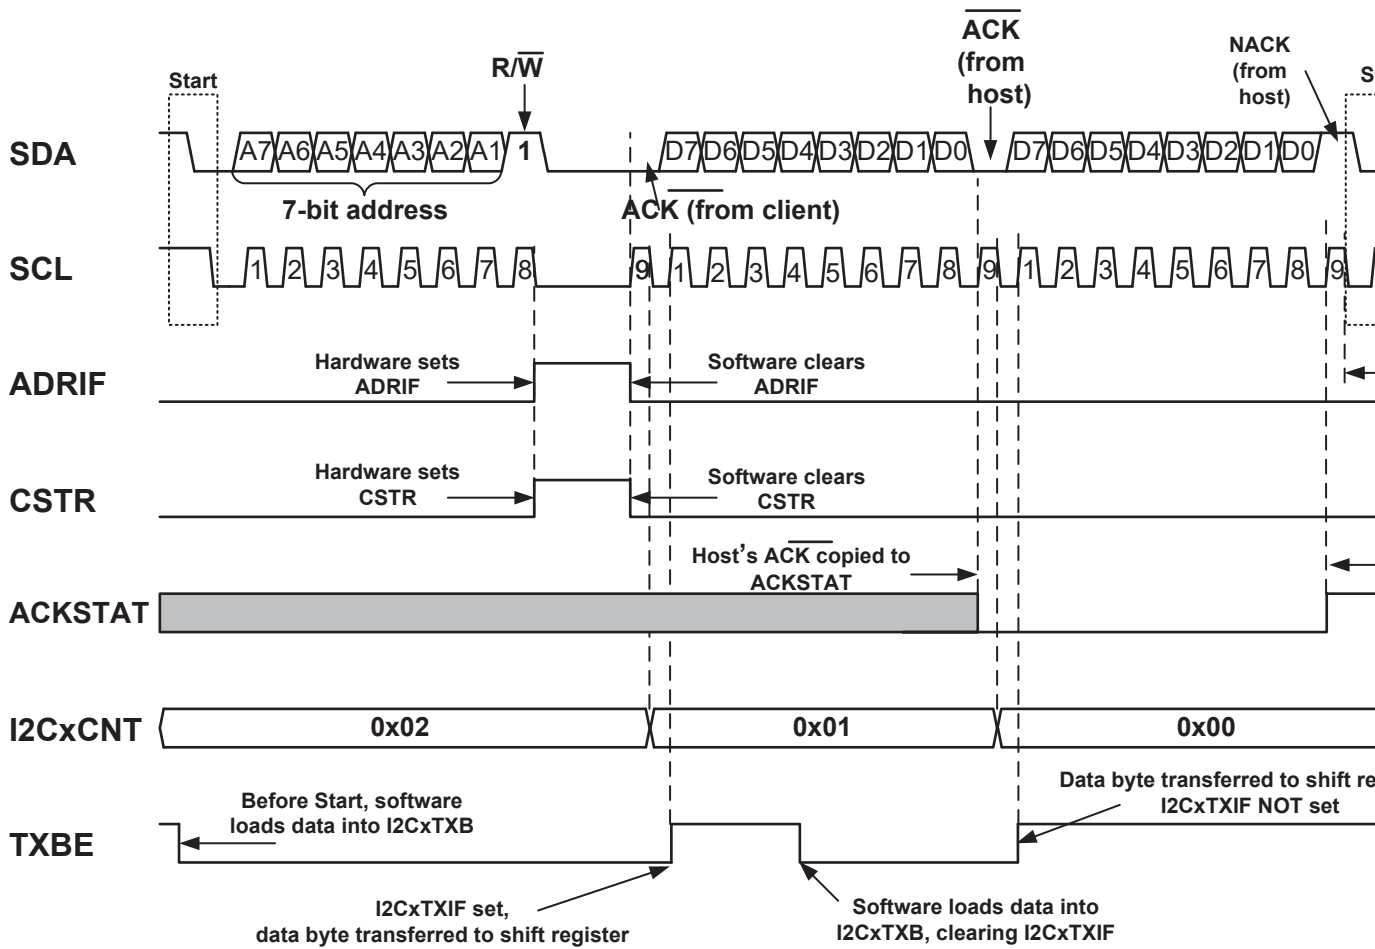 ACK
(from
host)
NACK
(from
host)
Start
R/W
S
SDA
A7 A6 A5 A4 A3 A2 A1 1
D7 D6 D5 D4 D3 D2 D1 D0
D7 D6 D5 D4 D3 D2 D1 D0
7-bit address
ACK (from client)
SCL
1 2 3 4 5 6 7 8 9 1 2 3 4 5 6 7 8 9 1 2 3 4 5 6 7 8 9
ADRIF
Hardware sets
ADRIF
Software clears
ADRIF
CSTR
Hardware sets
CSTR
Software clears
CSTR
Host's ACK copied to
ACKSTAT
ACKSTAT
I2CxCNT
0x02
0x01
0x00
TXBE
Before Start, software
loads data into I2CxTXB
Data byte transferred to shift re
I2CxTXIF NOT set
I2CxTXIF set,
data byte transferred to shift register
Software loads data into
I2CxTXB, clearing I2CxTXIF